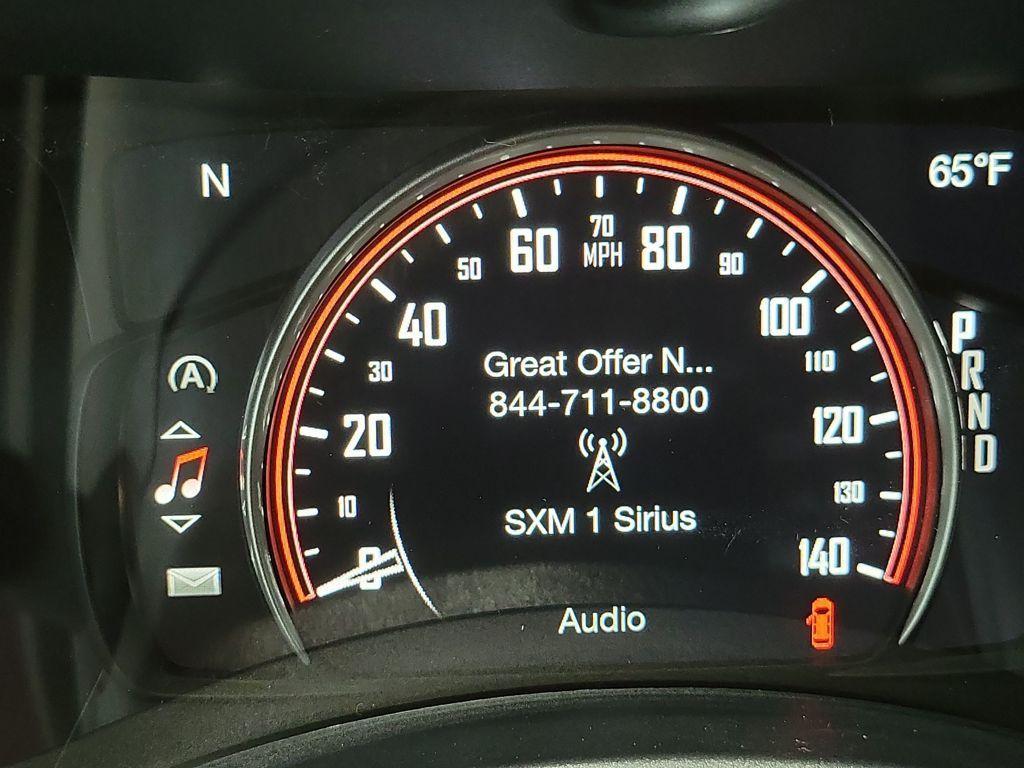 N
65°F
70
MPH
60
80
50
90
40
100
30
110
20
120
10
130
0
140
Great Offer N...
844-711-8800
SXM 1 Sirius
Audio
A
P
R
N
D